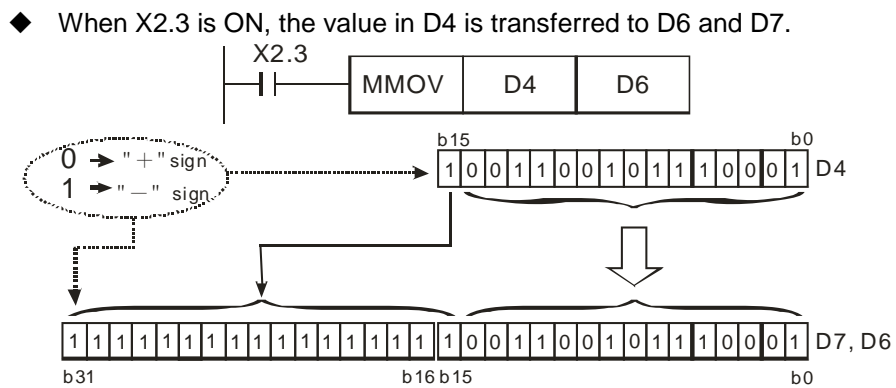 ◆ When X2.3 is ON, the value in D4 is transferred to D6 and D7.
X2.3
MMOV D4 D6
b15 b0
0 → "+" sign
1 → "—" sign
1 0 0 1 1 0 0 1 0 1 1 1 0 0 0 1 D4
1 1 1 1 1 1 1 1 1 1 1 1 1 1 1 1 1 0 0 1 1 0 0 1 0 1 1 1 0 0 0 1 D7, D6
b31 b16 b15 b0